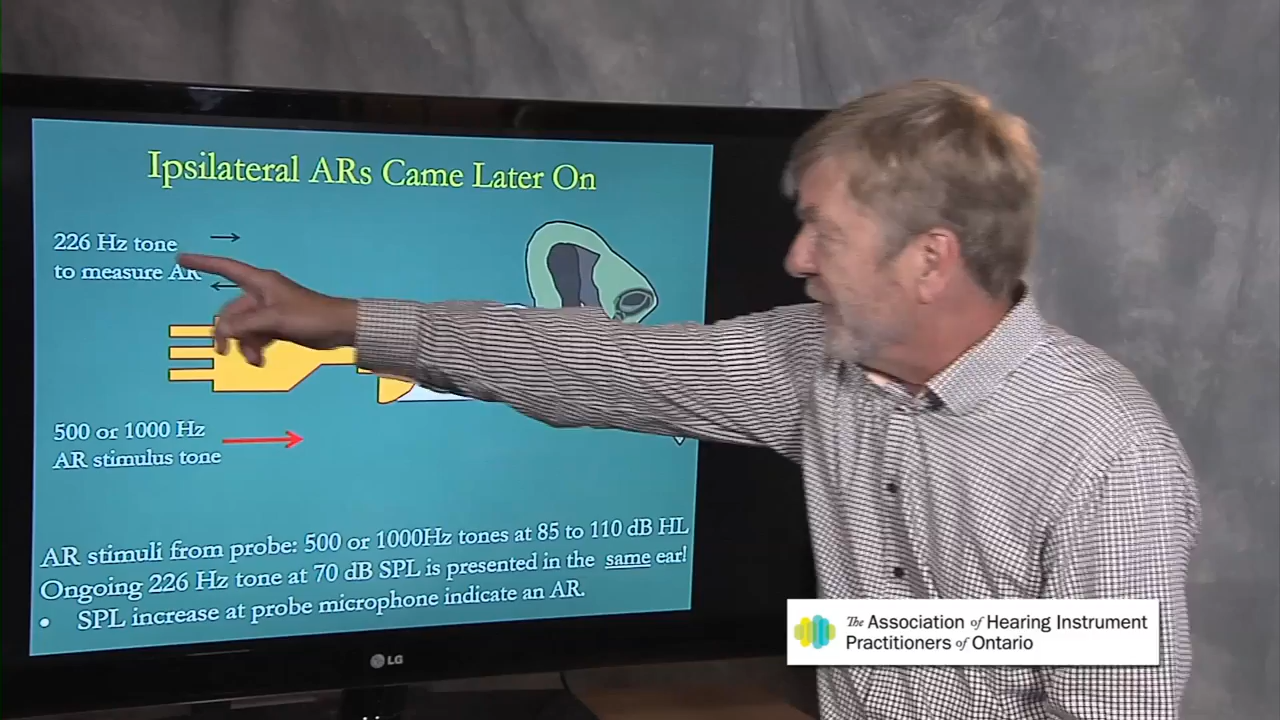 Ipsilateral ARs Came Later On
226 Hz tone
to measure AR
500 or 1000 Hz
AR stimulus tone
AR stimuli from probe: 500 or 1000Hz tones at 85 to 110 dB HL
Ongoing 226 Hz tone at 70 dB SPL is presented in the same ear!
• SPL increase at probe microphone indicate an AR.
LG
The Association of Hearing Instrument
Practitioners of Ontario